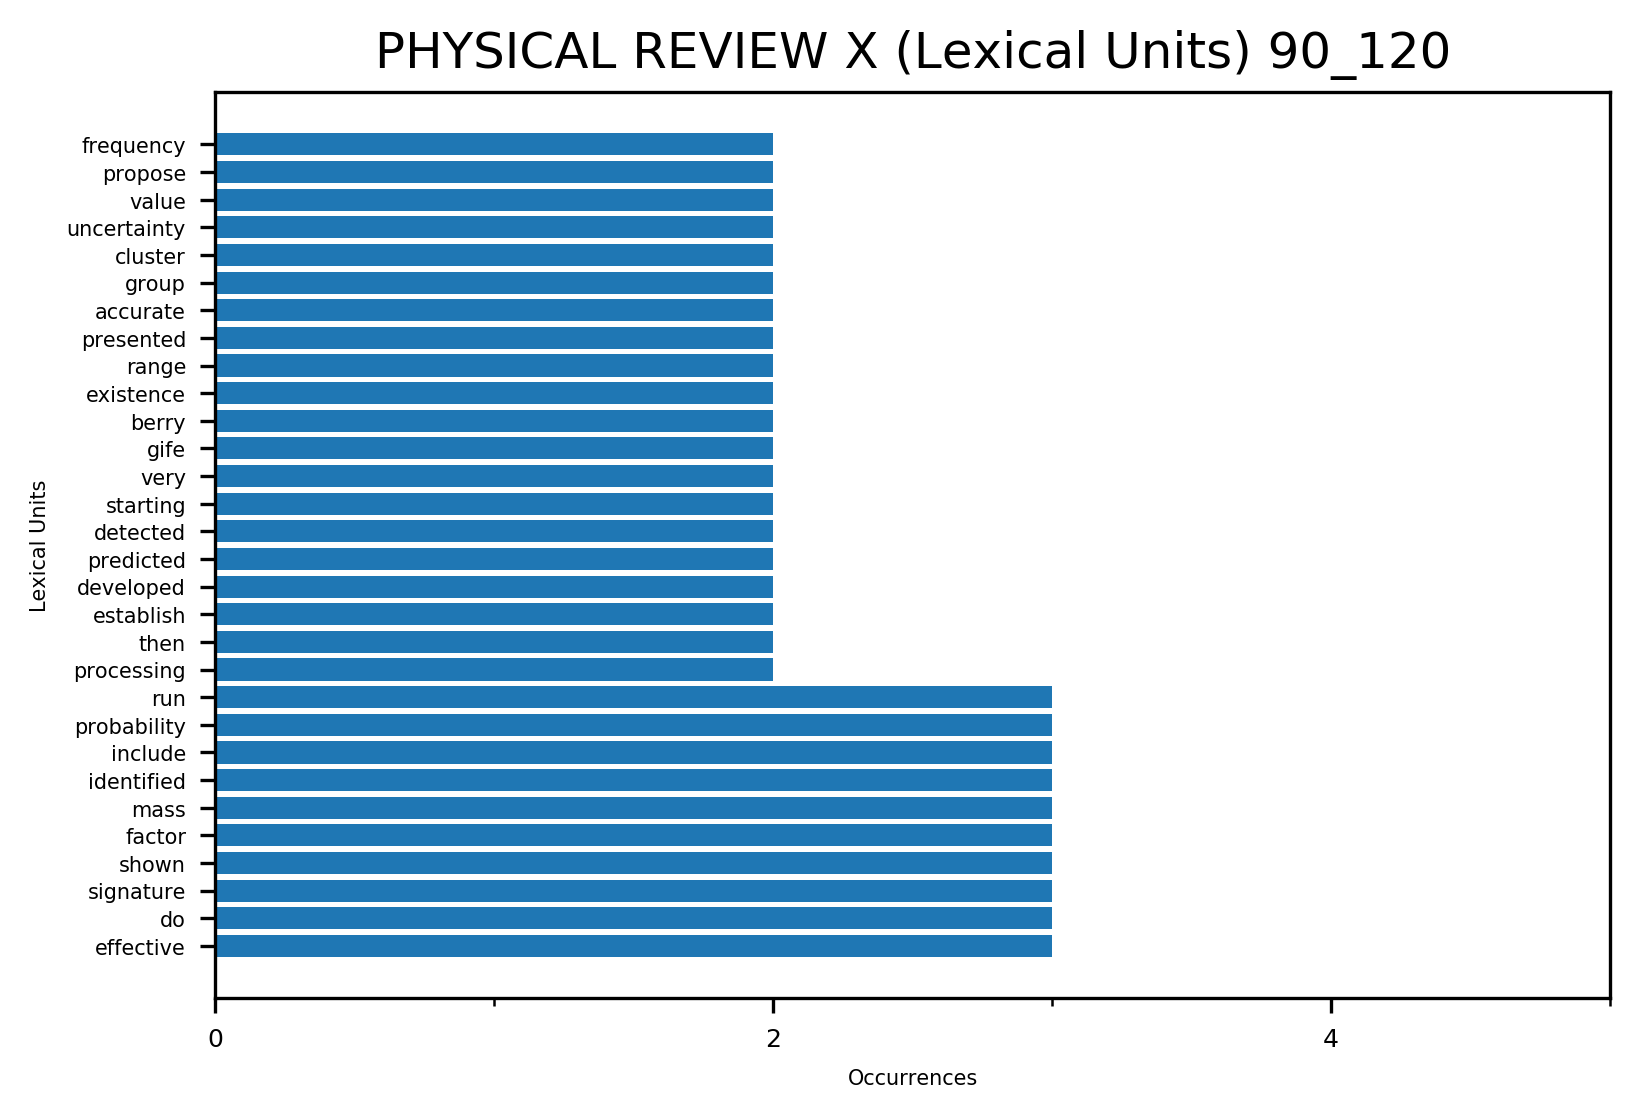 PHYSICAL REVIEW X (Lexical Units) 90_120
frequency
propose
value
uncertainty
cluster
group
accurate
presented
range
existence
berry
gife
very
starting
detected
predicted
developed
establish
then
processing
run
probability
include
identified
mass
factor
shown
signature
do
effective
Lexical Units
0 2 4
Occurrences